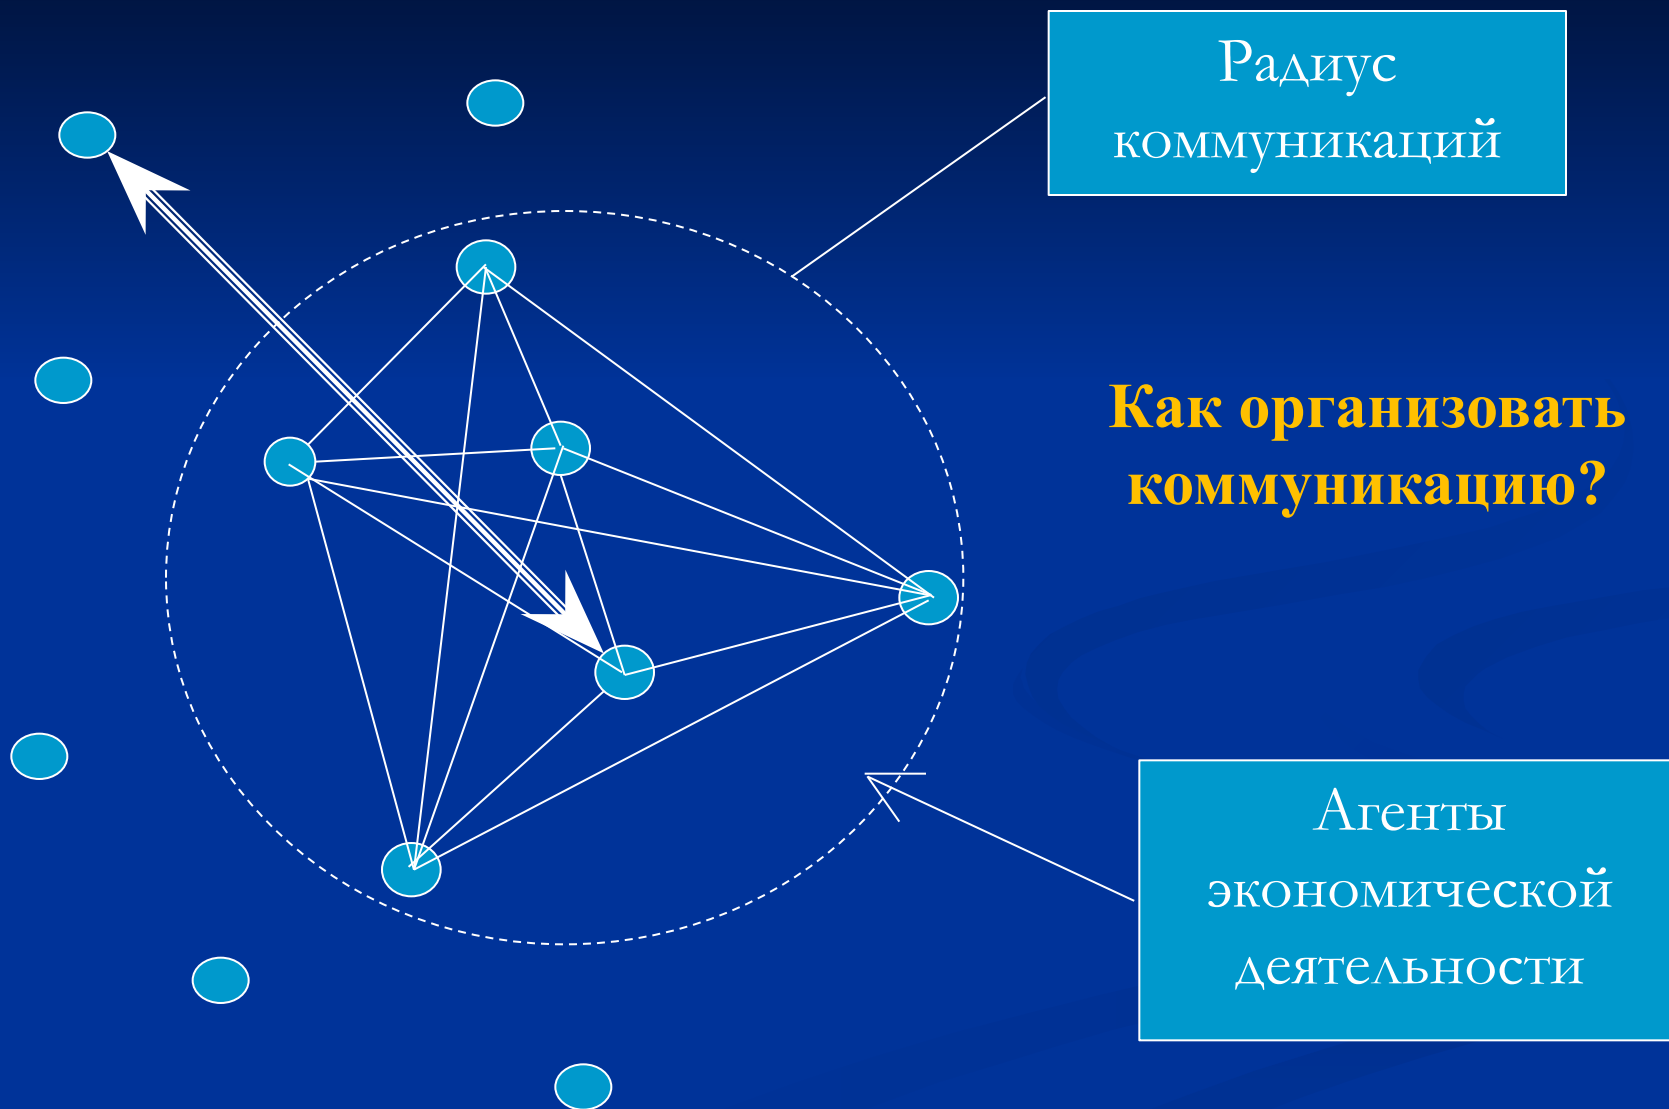 Радиус
коммуникаций
Как организовать
коммуникацию?
Агенты
экономической
деятельности